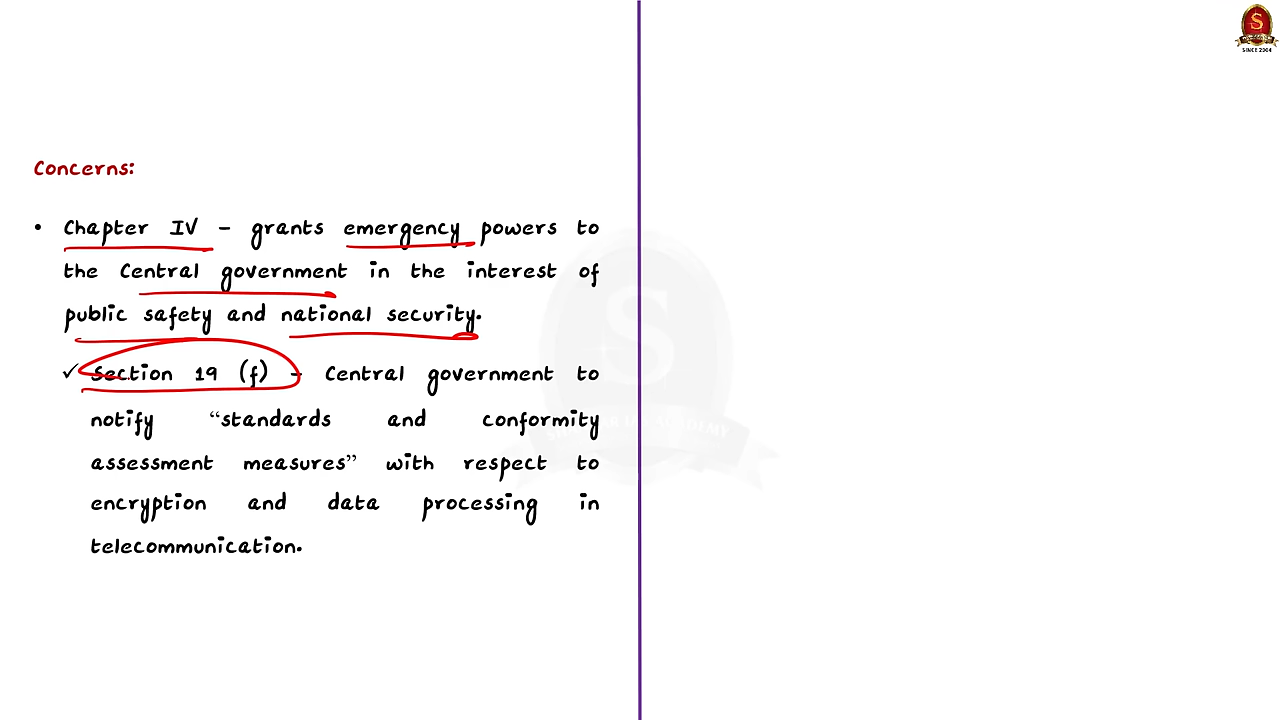 Concerns:
• Chapter IV – grants emergency powers to
the Central government in the interest of
public safety and national security.
✓ Section 19 (f) – Central government to
notify “standards and conformity
assessment measures” with respect to
encryption and data processing in
telecommunication.
S
SINCE 2004